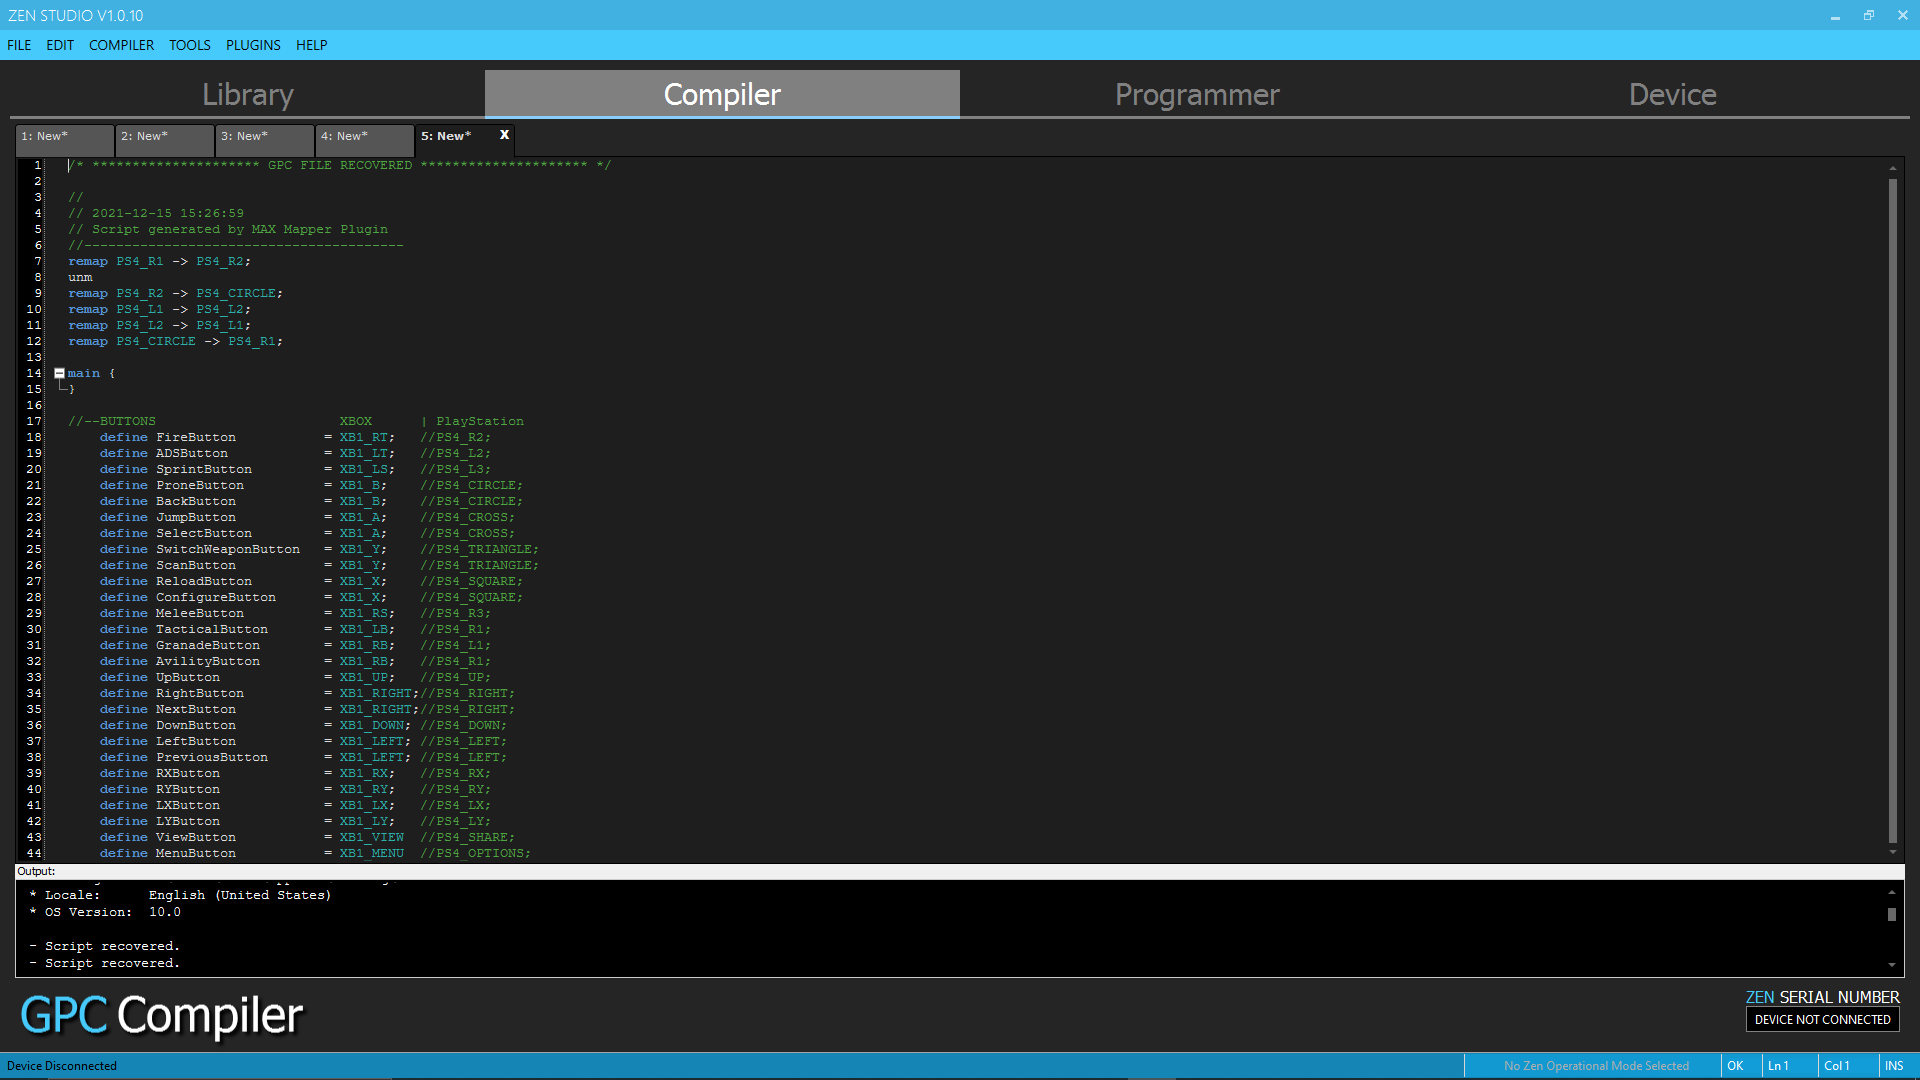 ZEN STUDIO V1.0.10
FILE EDIT COMPILER TOOLS PLUGINS HELP
Library Compiler Programmer Device
1: New* 2: New* 3: New* 4: New* 5: New* X
1 /* ********************* GPC FILE RECOVERED ********************* */
2
3 //
4 // 2021-12-15 15:26:59
5 // Script generated by MAX Mapper Plugin
6 //----------------------------------------
7 remap PS4_R1 -> PS4_R2;
8 unm
9 remap PS4_R2 -> PS4_CIRCLE;
10 remap PS4_L1 -> PS4_L2;
11 remap PS4_L2 -> PS4_L1;
12 remap PS4_CIRCLE -> PS4_R1;
13
14 main {
15 }
16
17 //--BUTTONS XBOX | PlayStation
18 define FireButton = XB1_RT; //PS4_R2;
19 define ADSButton = XB1_LT; //PS4_L2;
20 define SprintButton = XB1_LS; //PS4_L3;
21 define ProneButton = XB1_B; //PS4_CIRCLE;
22 define BackButton = XB1_B; //PS4_CIRCLE;
23 define JumpButton = XB1_A; //PS4_CROSS;
24 define SelectButton = XB1_A; //PS4_CROSS;
25 define SwitchWeaponButton = XB1_Y; //PS4_TRIANGLE;
26 define ScanButton = XB1_Y; //PS4_TRIANGLE;
27 define ReloadButton = XB1_X; //PS4_SQUARE;
28 define ConfigureButton = XB1_X; //PS4_SQUARE;
29 define MeleeButton = XB1_RS; //PS4_R3;
30 define TacticalButton = XB1_LB; //PS4_R1;
31 define GranadeButton = XB1_RB; //PS4_L1;
32 define AvilityButton = XB1_RB; //PS4_R1;
33 define UpButton = XB1_UP; //PS4_UP;
34 define RightButton = XB1_RIGHT;//PS4_RIGHT;
35 define NextButton = XB1_RIGHT;//PS4_RIGHT;
36 define DownButton = XB1_DOWN; //PS4_DOWN;
37 define LeftButton = XB1_LEFT; //PS4_LEFT;
38 define PreviousButton = XB1_LEFT; //PS4_LEFT;
39 define RXButton = XB1_RX; //PS4_RX;
40 define RYButton = XB1_RY; //PS4_RY;
41 define LXButton = XB1_LX; //PS4_LX;
42 define LYButton = XB1_LY; //PS4_LY;
43 define ViewButton = XB1_VIEW //PS4_SHARE;
44 define MenuButton = XB1_MENU //PS4_OPTIONS;
Output:
* Locale: English (United States)
* OS Version: 10.0
- Script recovered.
- Script recovered.
GPC Compiler
ZEN SERIAL NUMBER
DEVICE NOT CONNECTED
Device Disconnected No Zen Operational Mode Selected OK Ln 1 Col 1 INS